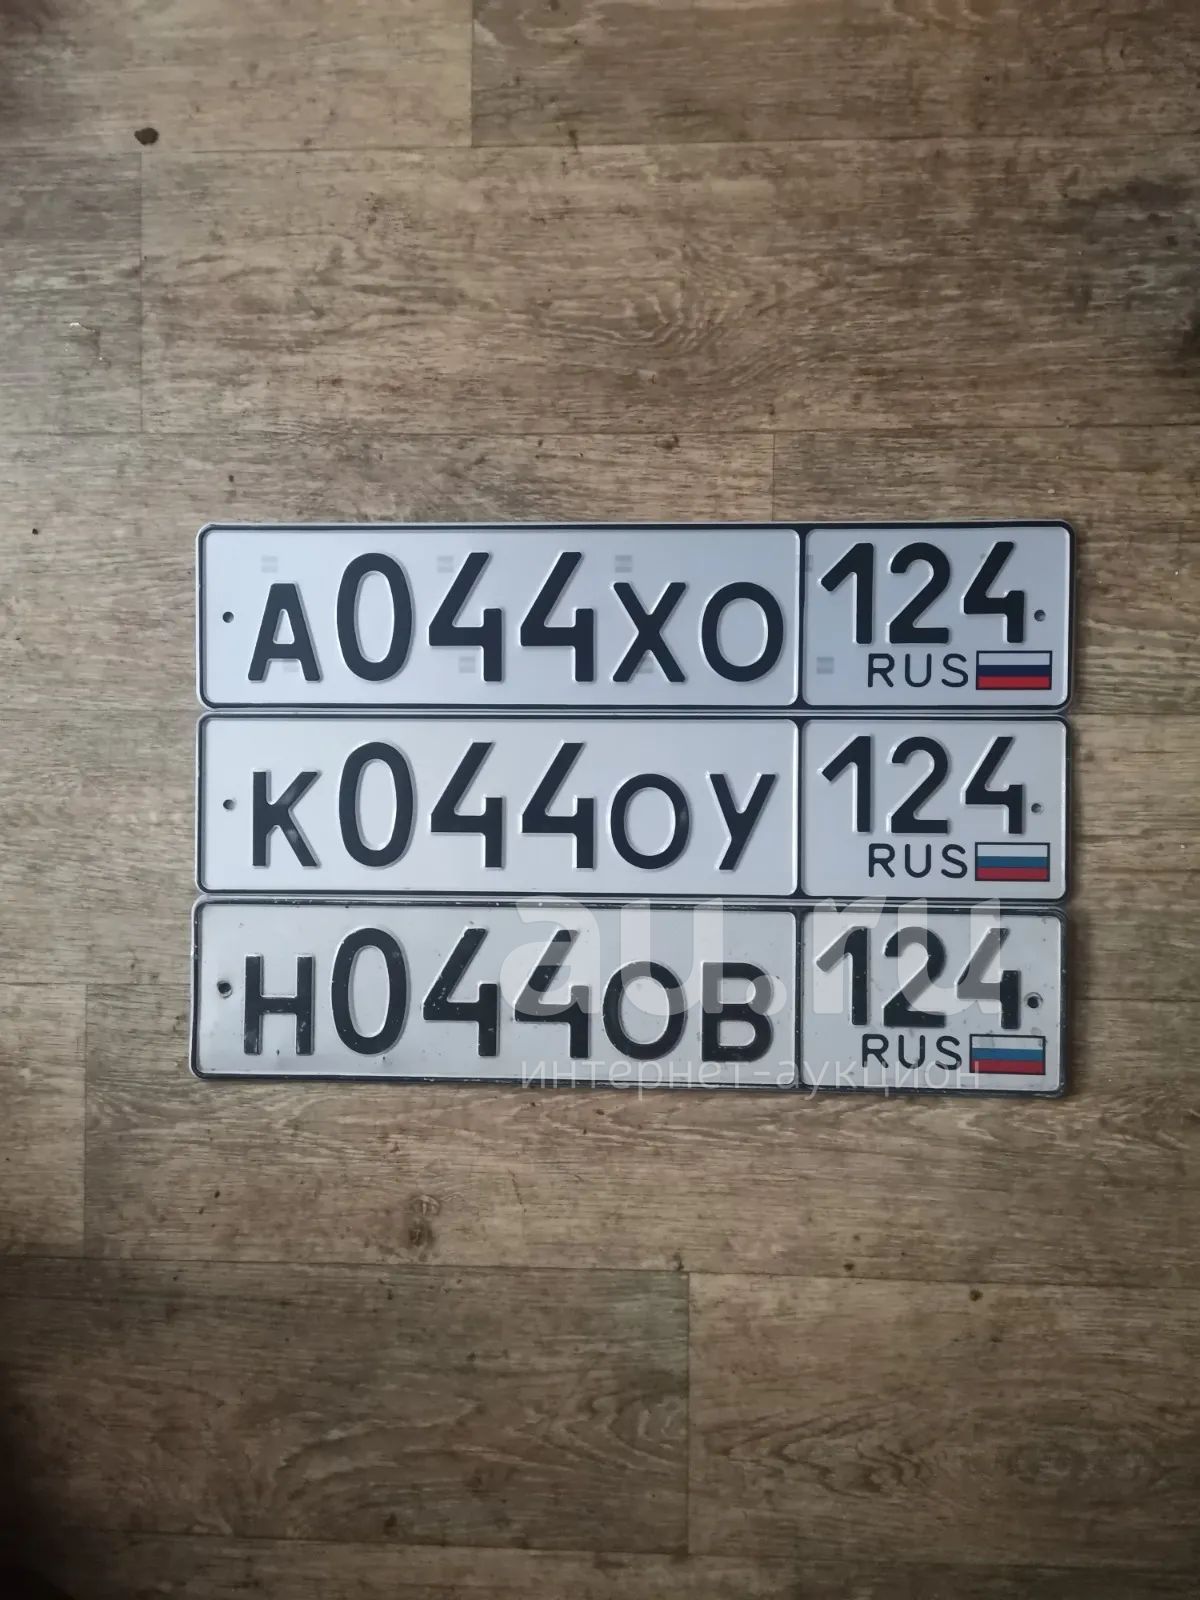 А044ХО 124
RUS
К044ОУ 124
RUS
Н044ОВ 124
RUS
au.ru
интернет-аукцион